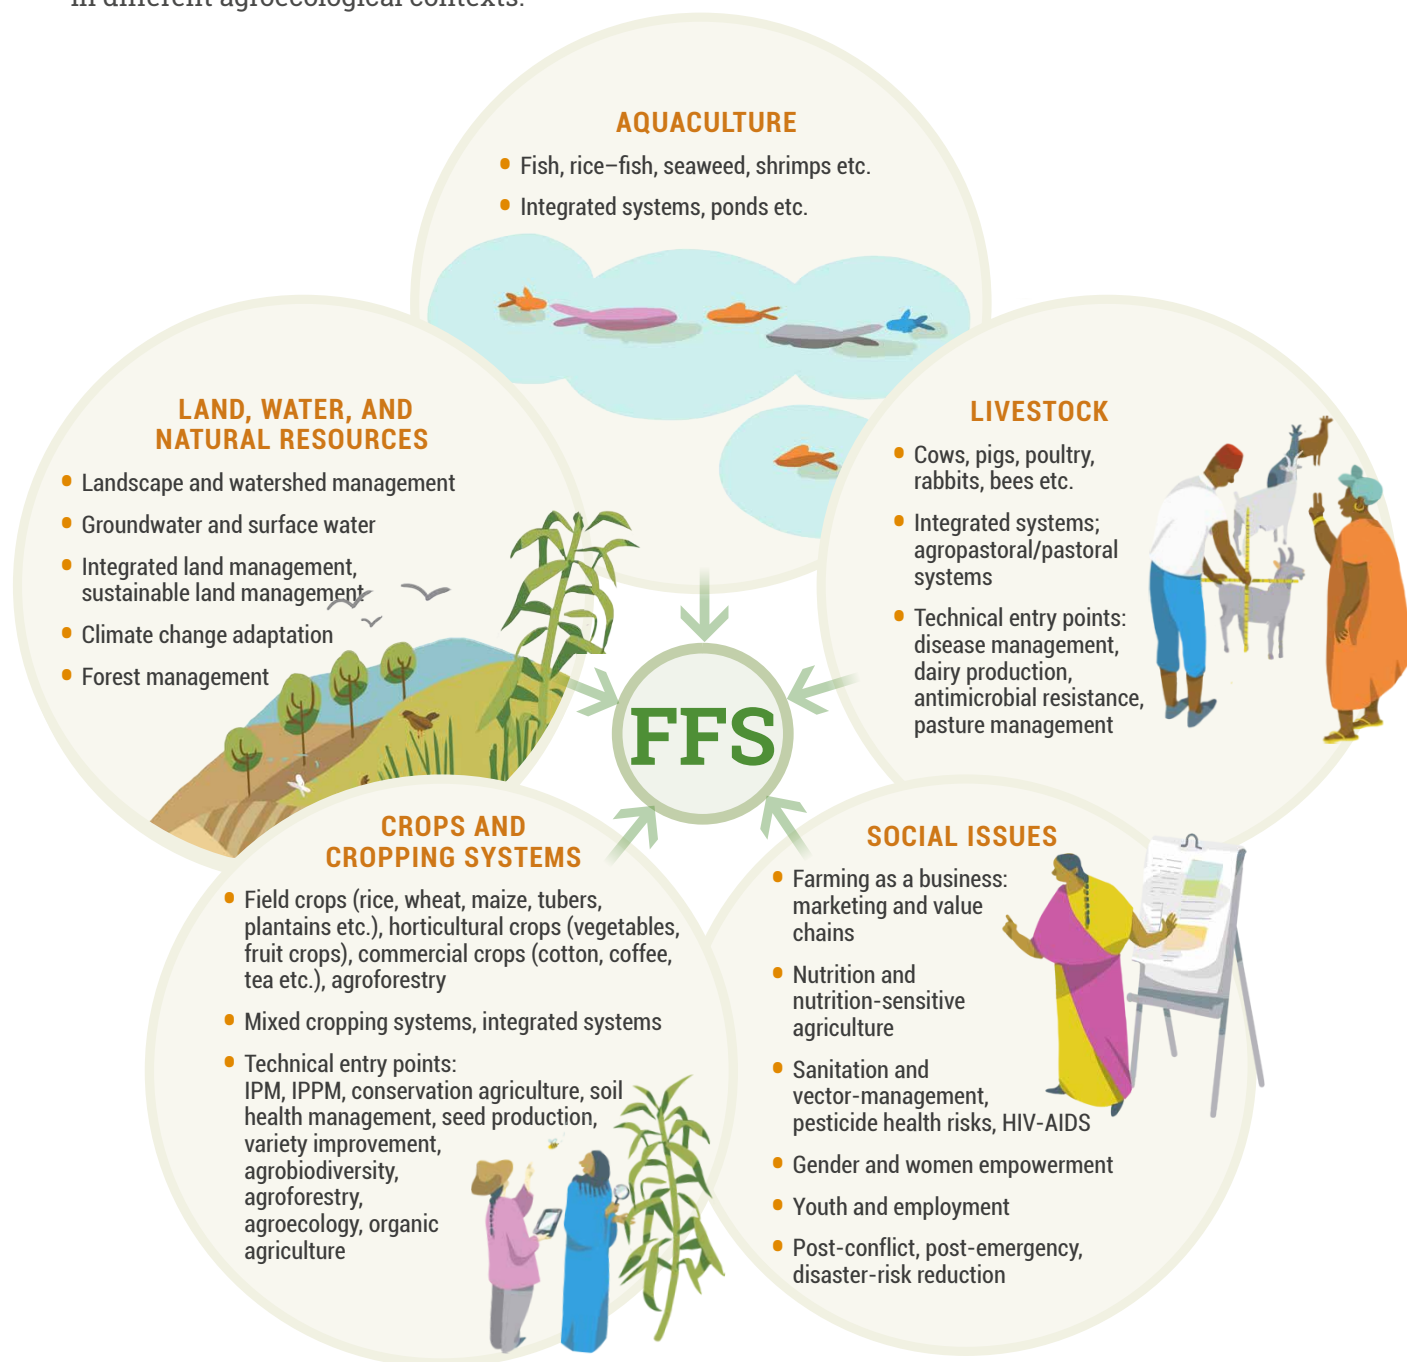 in different agroecological contexts.
AQUACULTURE
• Fish, rice–fish, seaweed, shrimps etc.
• Integrated systems, ponds etc.
LAND, WATER, AND
NATURAL RESOURCES
• Landscape and watershed management
• Groundwater and surface water
• Integrated land management,
sustainable land management
• Climate change adaptation
• Forest management
LIVESTOCK
• Cows, pigs, poultry,
rabbits, bees etc.
• Integrated systems;
agropastoral/pastoral
systems
• Technical entry points:
disease management,
dairy production,
antimicrobial resistance,
pasture management
FFS
CROPS AND
CROPPING SYSTEMS
• Field crops (rice, wheat, maize, tubers,
plantains etc.), horticultural crops (vegetables,
fruit crops), commercial crops (cotton, coffee,
tea etc.), agroforestry
• Mixed cropping systems, integrated systems
• Technical entry points:
IPM, IPPM, conservation agriculture, soil
health management, seed production,
variety improvement,
agrobiodiversity,
agroforestry,
agroecology, organic
agriculture
SOCIAL ISSUES
• Farming as a business:
marketing and value
chains
• Nutrition and
nutrition-sensitive
agriculture
• Sanitation and
vector-management,
pesticide health risks, HIV-AIDS
• Gender and women empowerment
• Youth and employment
• Post-conflict, post-emergency,
disaster-risk reduction